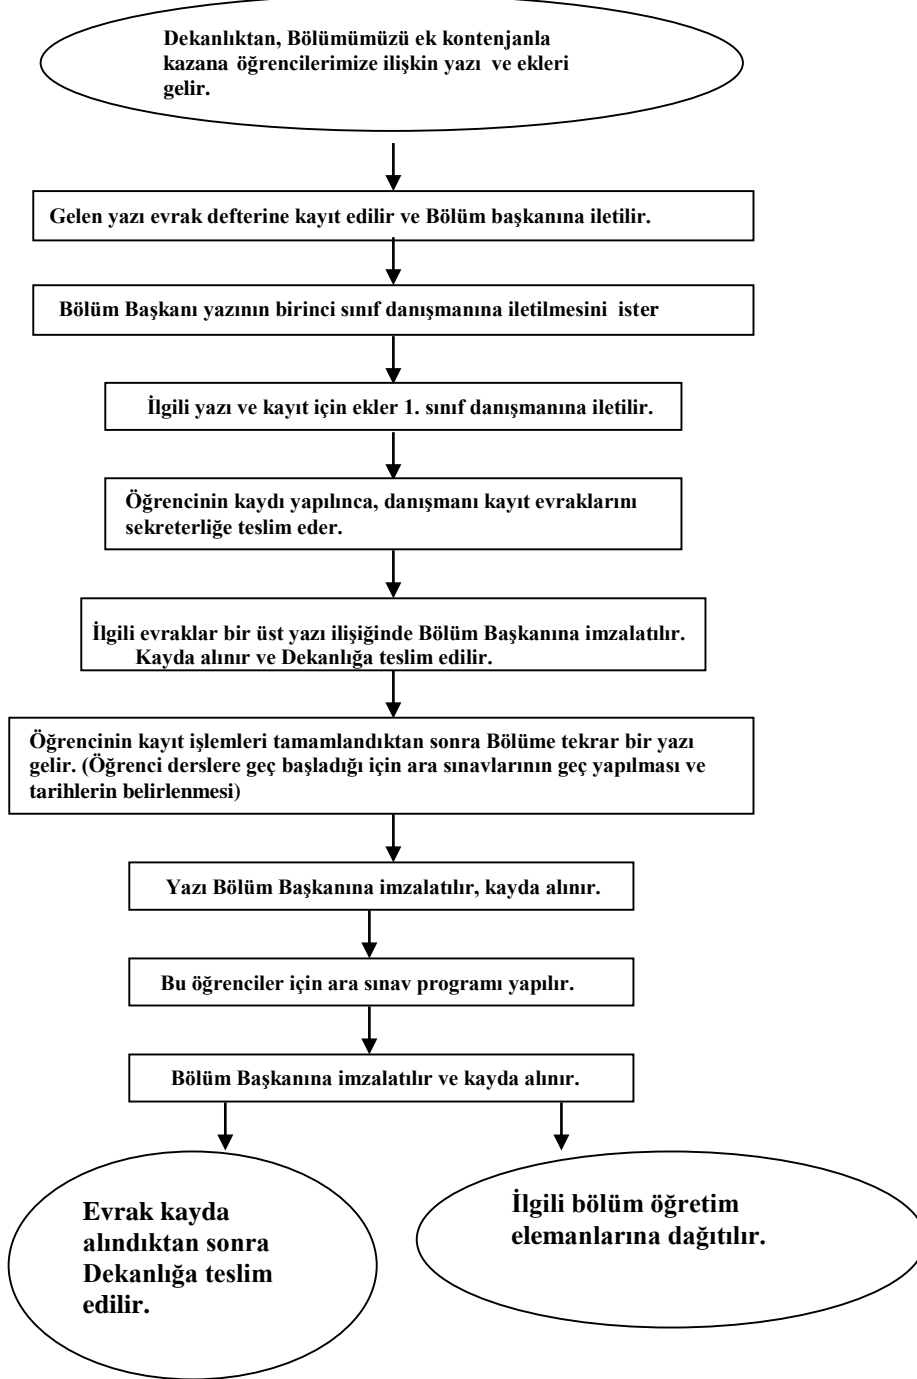 Dekanlıktan, Bölümümüzü ek kontenjanla
kazana öğrencilerimize ilişkin yazı ve ekleri
gelir.
Gelen yazı evrak defterine kayıt edilir ve Bölüm başkanına iletilir.
Bölüm Başkanı yazının birinci sınıf danışmanına iletilmesini ister
İlgili yazı ve kayıt için ekler 1. sınıf danışmanına iletilir.
Öğrencinin kaydı yapılınca, danışmanı kayıt evraklarını
sekreterliğe teslim eder.
İlgili evraklar bir üst yazı ilişiğinde Bölüm Başkanına imzalatılır.
Kayda alınır ve Dekanlığa teslim edilir.
Öğrencinin kayıt işlemleri tamamlandıktan sonra Bölüme tekrar bir yazı
gelir. (Öğrenci derslere geç başladığı için ara sınavlarının geç yapılması ve
tarihlerin belirlenmesi)
Yazı Bölüm Başkanına imzalatılır, kayda alınır.
Bu öğrenciler için ara sınav programı yapılır.
Bölüm Başkanına imzalatılır ve kayda alınır.
Evrak kayda
alındıktan sonra
Dekanlığa teslim
edilir.
İlgili bölüm öğretim
elemanlarına dağıtılır.